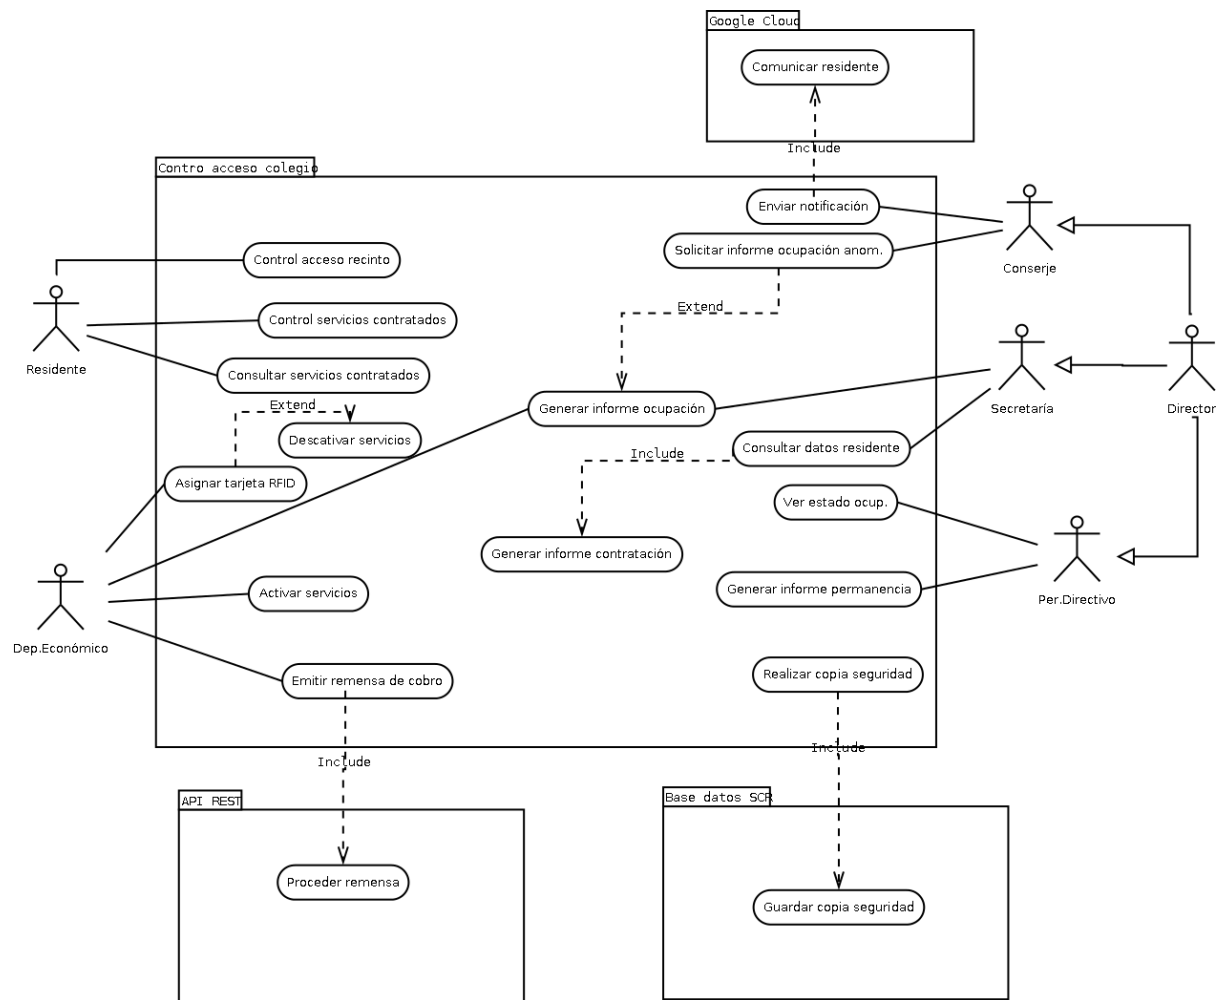 Google Cloud
Comunicar residente
Include
Contro acceso colegio
Enviar notificación
Solicitar informe ocupación anom.
Conserje
Control acceso recinto
Extend
Control servicios contratados
Residente
Consultar servicios contratados
Extend
Generar informe ocupación
Secretaría
Director
Descativar servicios
Include
Consultar datos residente
Asignar tarjeta RFID
Ver estado ocup.
Generar informe contratación
Activar servicios
Generar informe permanencia
Per.Directivo
Dep.Económico
Emitir remensa de cobro
Realizar copia seguridad
Include
Include
API REST
Base datos SCR
Proceder remensa
Guardar copia seguridad